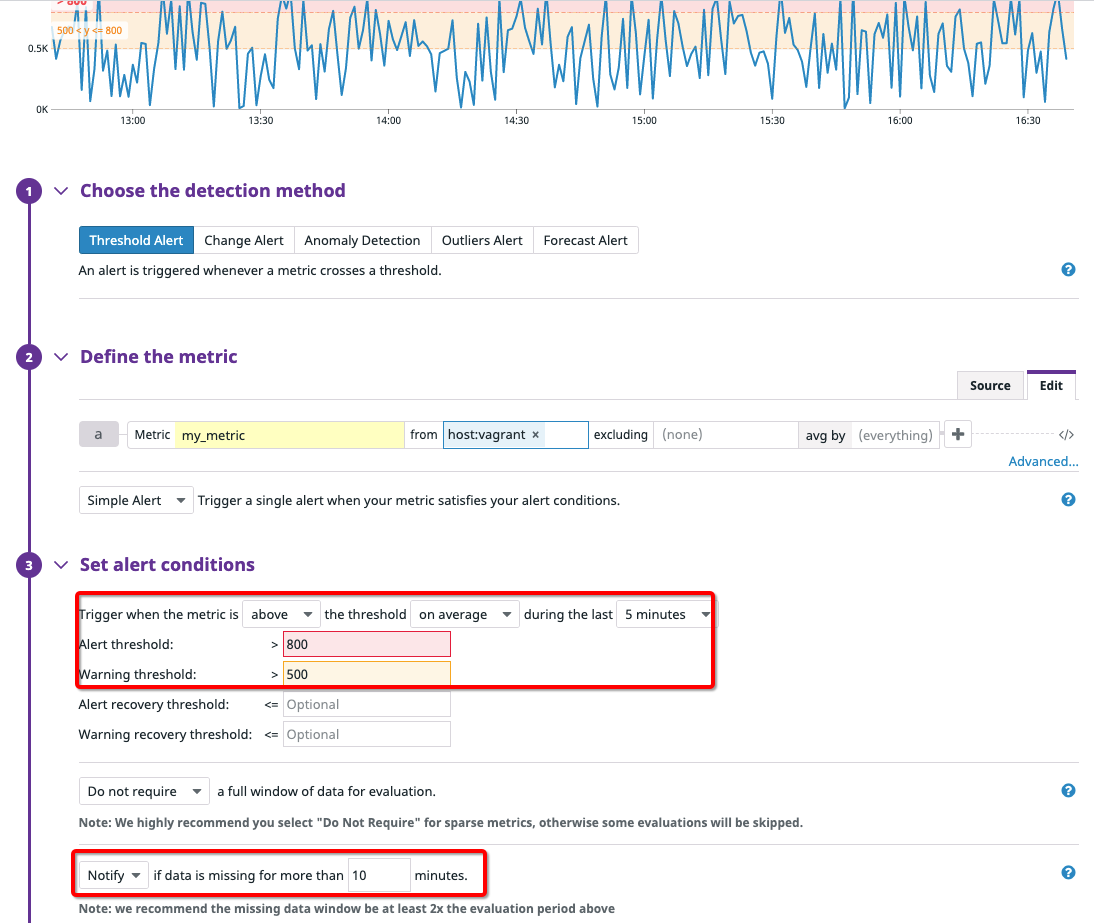 > 800
500 < y <= 800
0.5K
0K
13:00 13:30 14:00 14:30 15:00 15:30 16:00 16:30
1 Choose the detection method
Threshold Alert Change Alert Anomaly Detection Outliers Alert Forecast Alert
An alert is triggered whenever a metric crosses a threshold.
?
2 Define the metric
Source Edit
a Metric my_metric from host:vagrant × excluding (none) avg by (everything) + </>
Advanced...
Simple Alert Trigger a single alert when your metric satisfies your alert conditions. ?
3 Set alert conditions
Trigger when the metric is above the threshold on average during the last 5 minutes
Alert threshold: > 800
Warning threshold: > 500
Alert recovery threshold: <= Optional
Warning recovery threshold: <= Optional
Do not require a full window of data for evaluation. ?
Note: We highly recommend you select "Do Not Require" for sparse metrics, otherwise some evaluations will be skipped.
Notify if data is missing for more than 10 minutes. ?
Note: we recommend the missing data window be at least 2x the evaluation period above